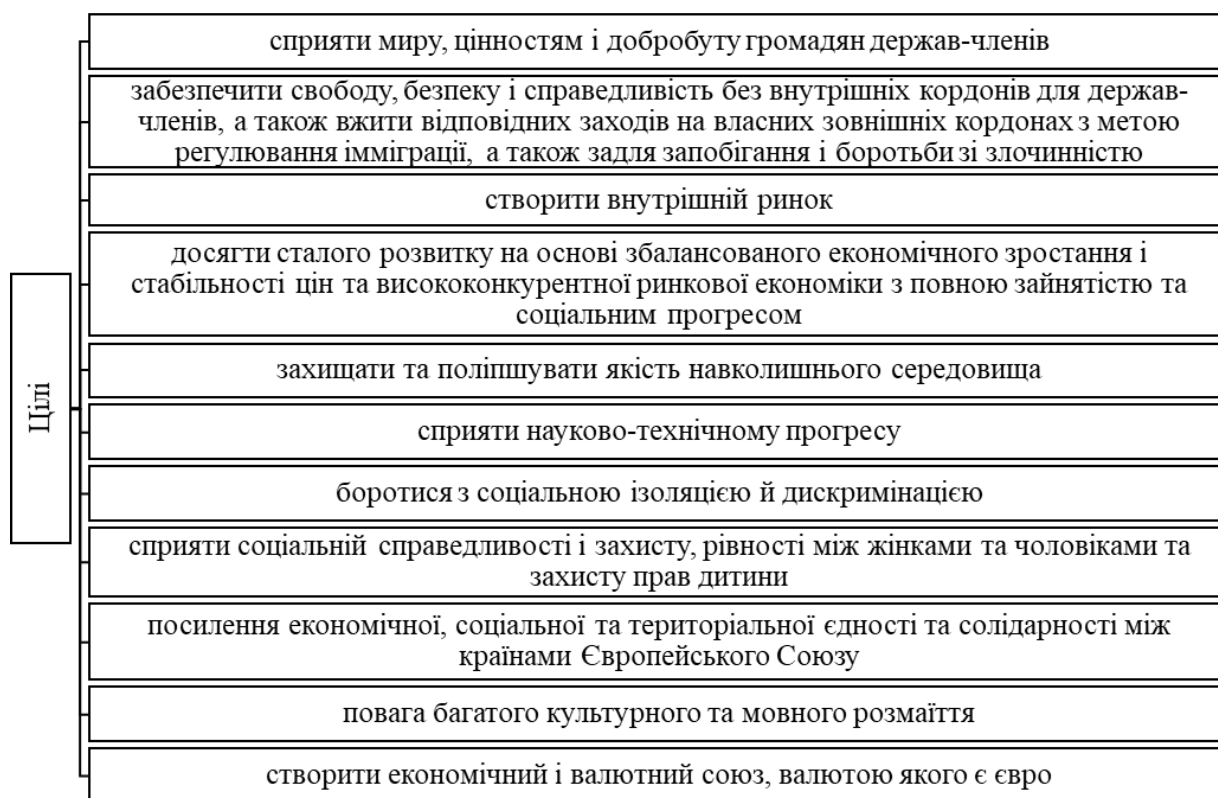 Цілі
сприяти миру, цінностям і добробуту громадян держав-членів
забезпечити свободу, безпеку і справедливість без внутрішніх кордонів для держав-
членів, а також вжити відповідних заходів на власних зовнішніх кордонах з метою
регулювання імміграції, а також задля запобігання і боротьби зі злочинністю
створити внутрішній ринок
досягти сталого розвитку на основі збалансованого економічного зростання і
стабільності цін та висококонкурентної ринкової економіки з повною зайнятістю та
соціальним прогресом
захищати та поліпшувати якість навколишнього середовища
сприяти науково-технічному прогресу
боротися з соціальною ізоляцією й дискримінацією
сприяти соціальній справедливості і захисту, рівності між жінками та чоловіками та
захисту прав дитини
посилення економічної, соціальної та територіальної єдності та солідарності між
країнами Європейського Союзу
повага багатого культурного та мовного розмаїття
створити економічний і валютний союз, валютою якого є євро